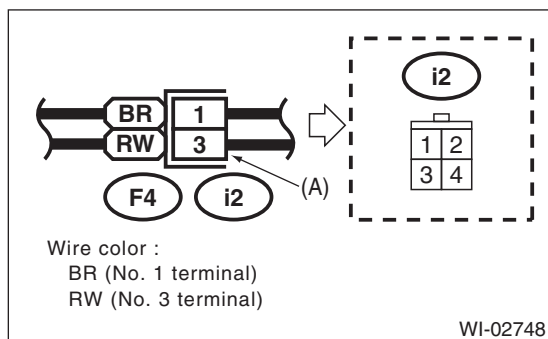 i2
BR 1
RW 3
1 2
3 4
F4 i2 (A)
Wire color :
BR (No. 1 terminal)
RW (No. 3 terminal)
WI-02748